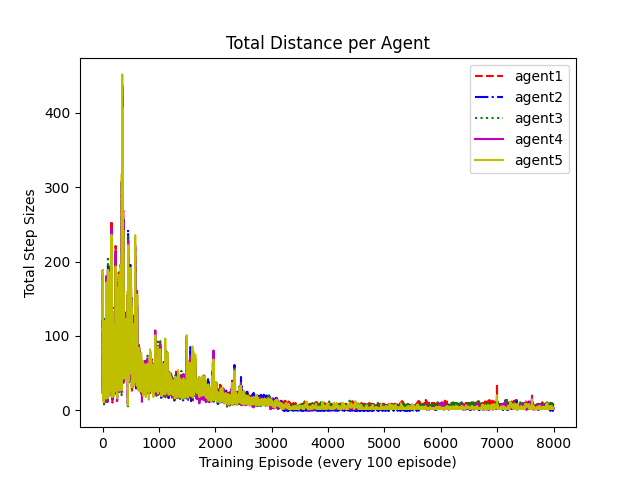 Total Distance per Agent
agent1
agent2
agent3
agent4
agent5
400
300
200
100
0
Total Step Sizes
0 1000 2000 3000 4000 5000 6000 7000 8000
Training Episode (every 100 episode)